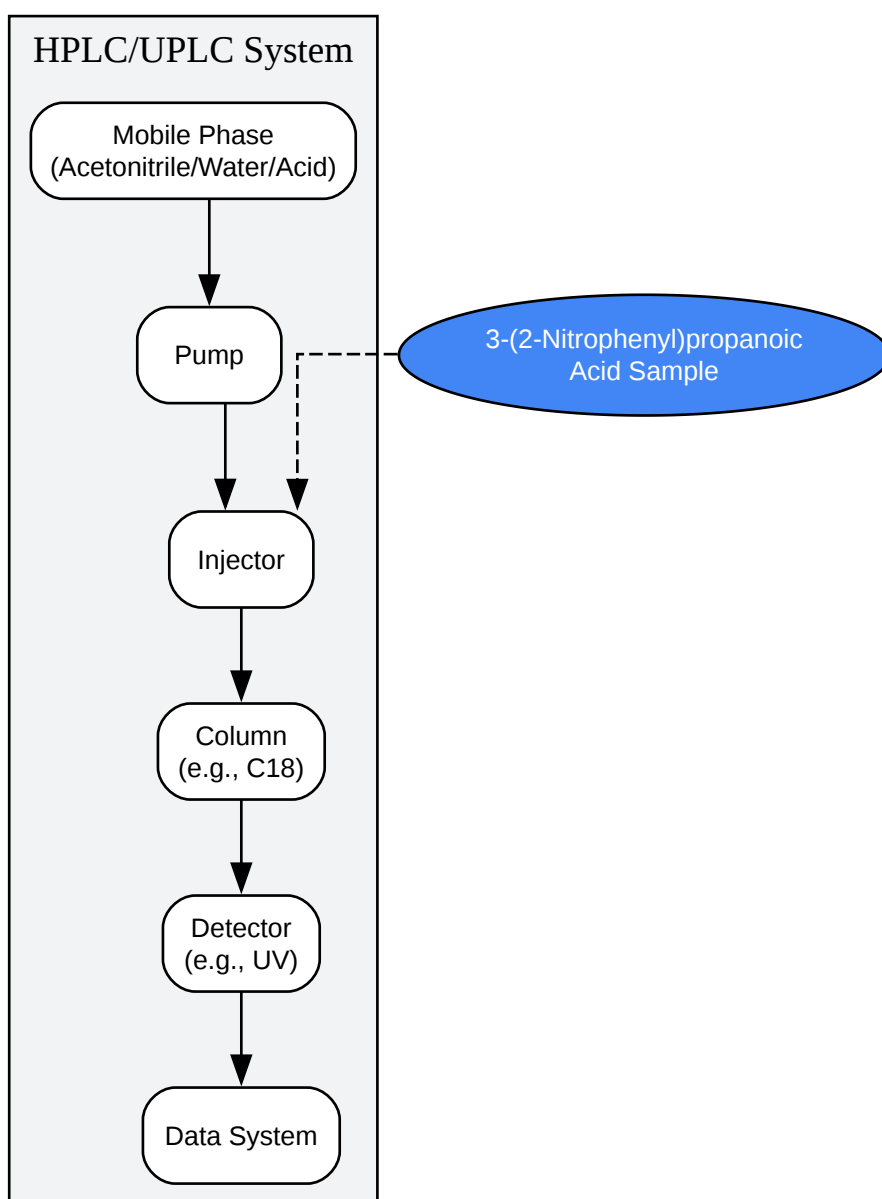 HPLC/UPLC System
Mobile Phase
(Acetonitrile/Water/Acid)
Pump
3-(2-Nitrophenyl)propanoic
Acid Sample
Injector
Column
(e.g., C18)
Detector
(e.g., UV)
Data System